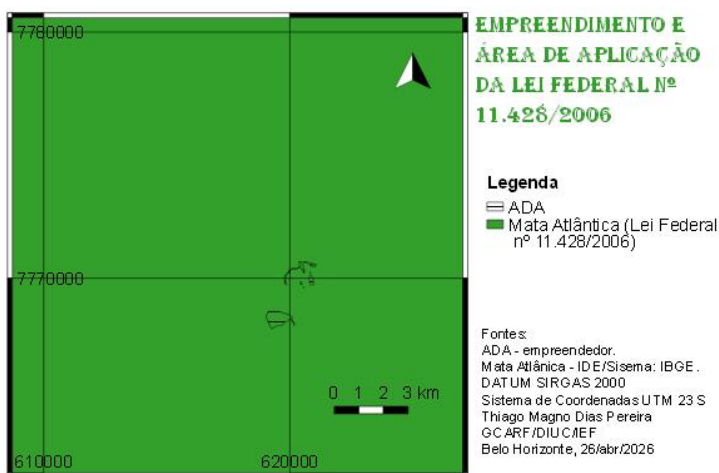 EMPREENDIMENTO E
ÁREA DE APLICAÇÃO
DA LEI FEDERAL Nº
11.428/2006
7780000
7770000
610000
620000
0 1 2 3 km
Legenda
ADA
Mata Atlântica (Lei Federal
nº 11.428/2006)
Fontes:
ADA - empreendedor.
Mata Atlânica - IDE/Sisema: IBGE.
DATUM SIRGAS 2000
Sistema de Coordenadas UTM 23 S
Thiago Magno Dias Pereira
GCARF/DIUC/IEF
Belo Horizonte, 26/abr/2026